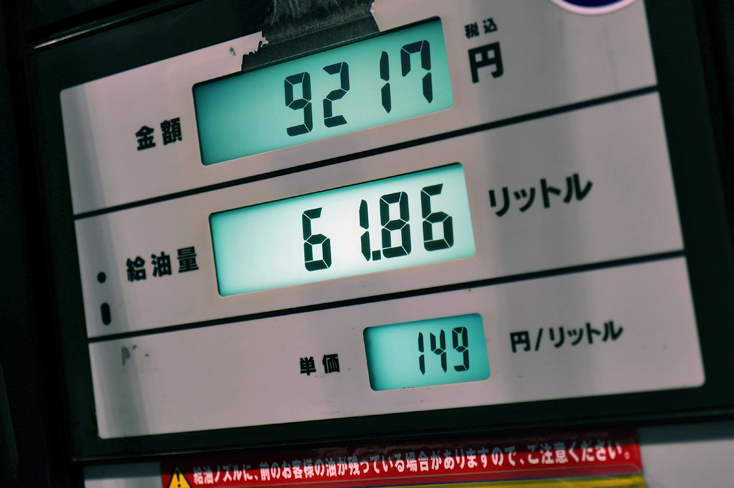 税込
金額 9217 円
給油量 61.86 リットル
単価 149 円/リットル
給油ノズルに、前のお客様の油が残っている場合がありますので、ご注意ください。